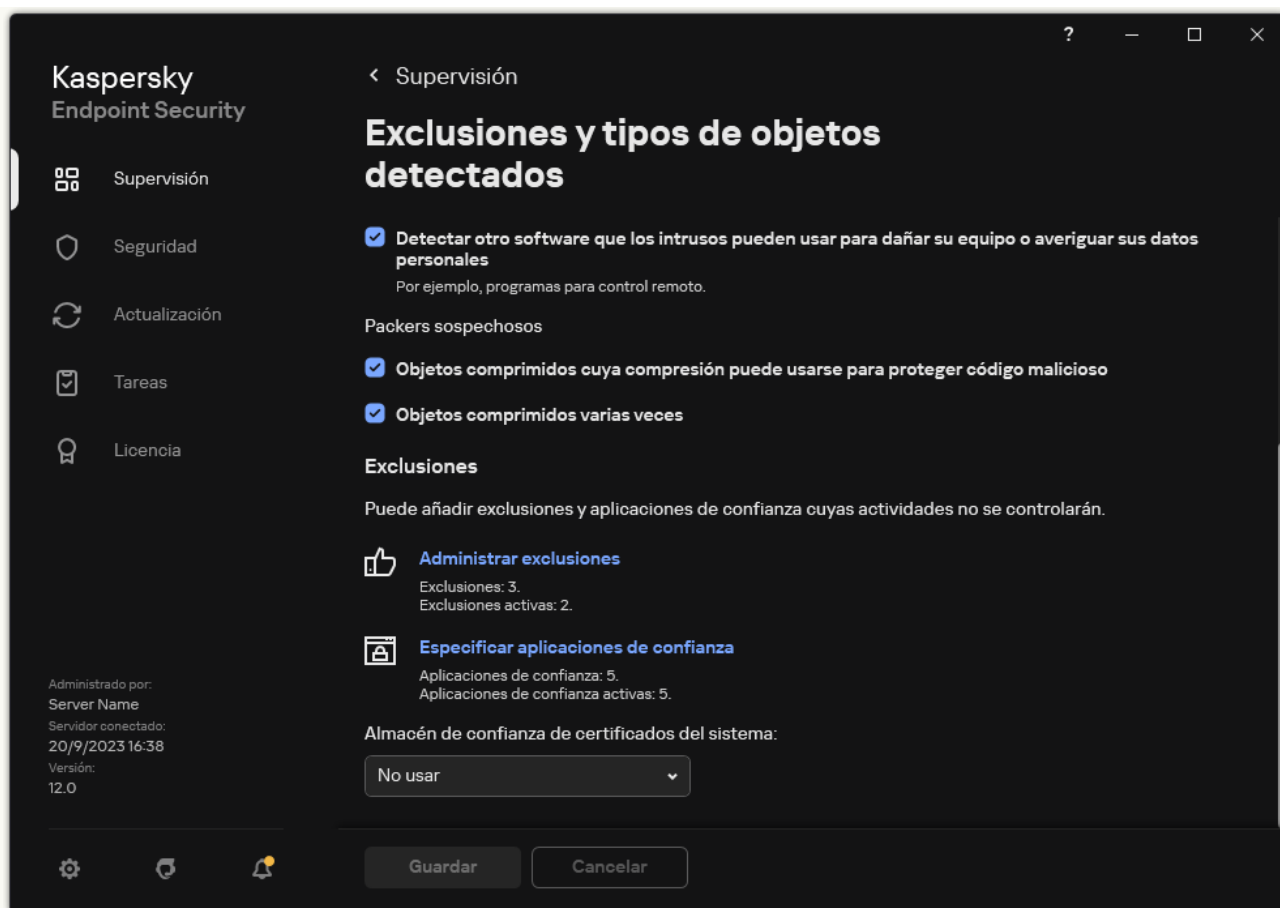 ?
Kaspersky
Endpoint Security
Supervisión
Seguridad
Actualización
Tareas
Licencia
Administrado por:
Server Name
Servidor conectado:
20/9/2023 16:38
Versión:
12.0
Supervisión
Exclusiones y tipos de objetos
detectados
Detectar otro software que los intrusos pueden usar para dañar su equipo o averiguar sus datos
personales
Por ejemplo, programas para control remoto.
Packers sospechosos
Objetos comprimidos cuya compresión puede usarse para proteger código malicioso
Objetos comprimidos varias veces
Exclusiones
Puede añadir exclusiones y aplicaciones de confianza cuyas actividades no se controlarán.
Administrar exclusiones
Exclusiones: 3.
Exclusiones activas: 2.
Especificar aplicaciones de confianza
Aplicaciones de confianza: 5.
Aplicaciones de confianza activas: 5.
Almacén de confianza de certificados del sistema:
No usar
Guardar
Cancelar